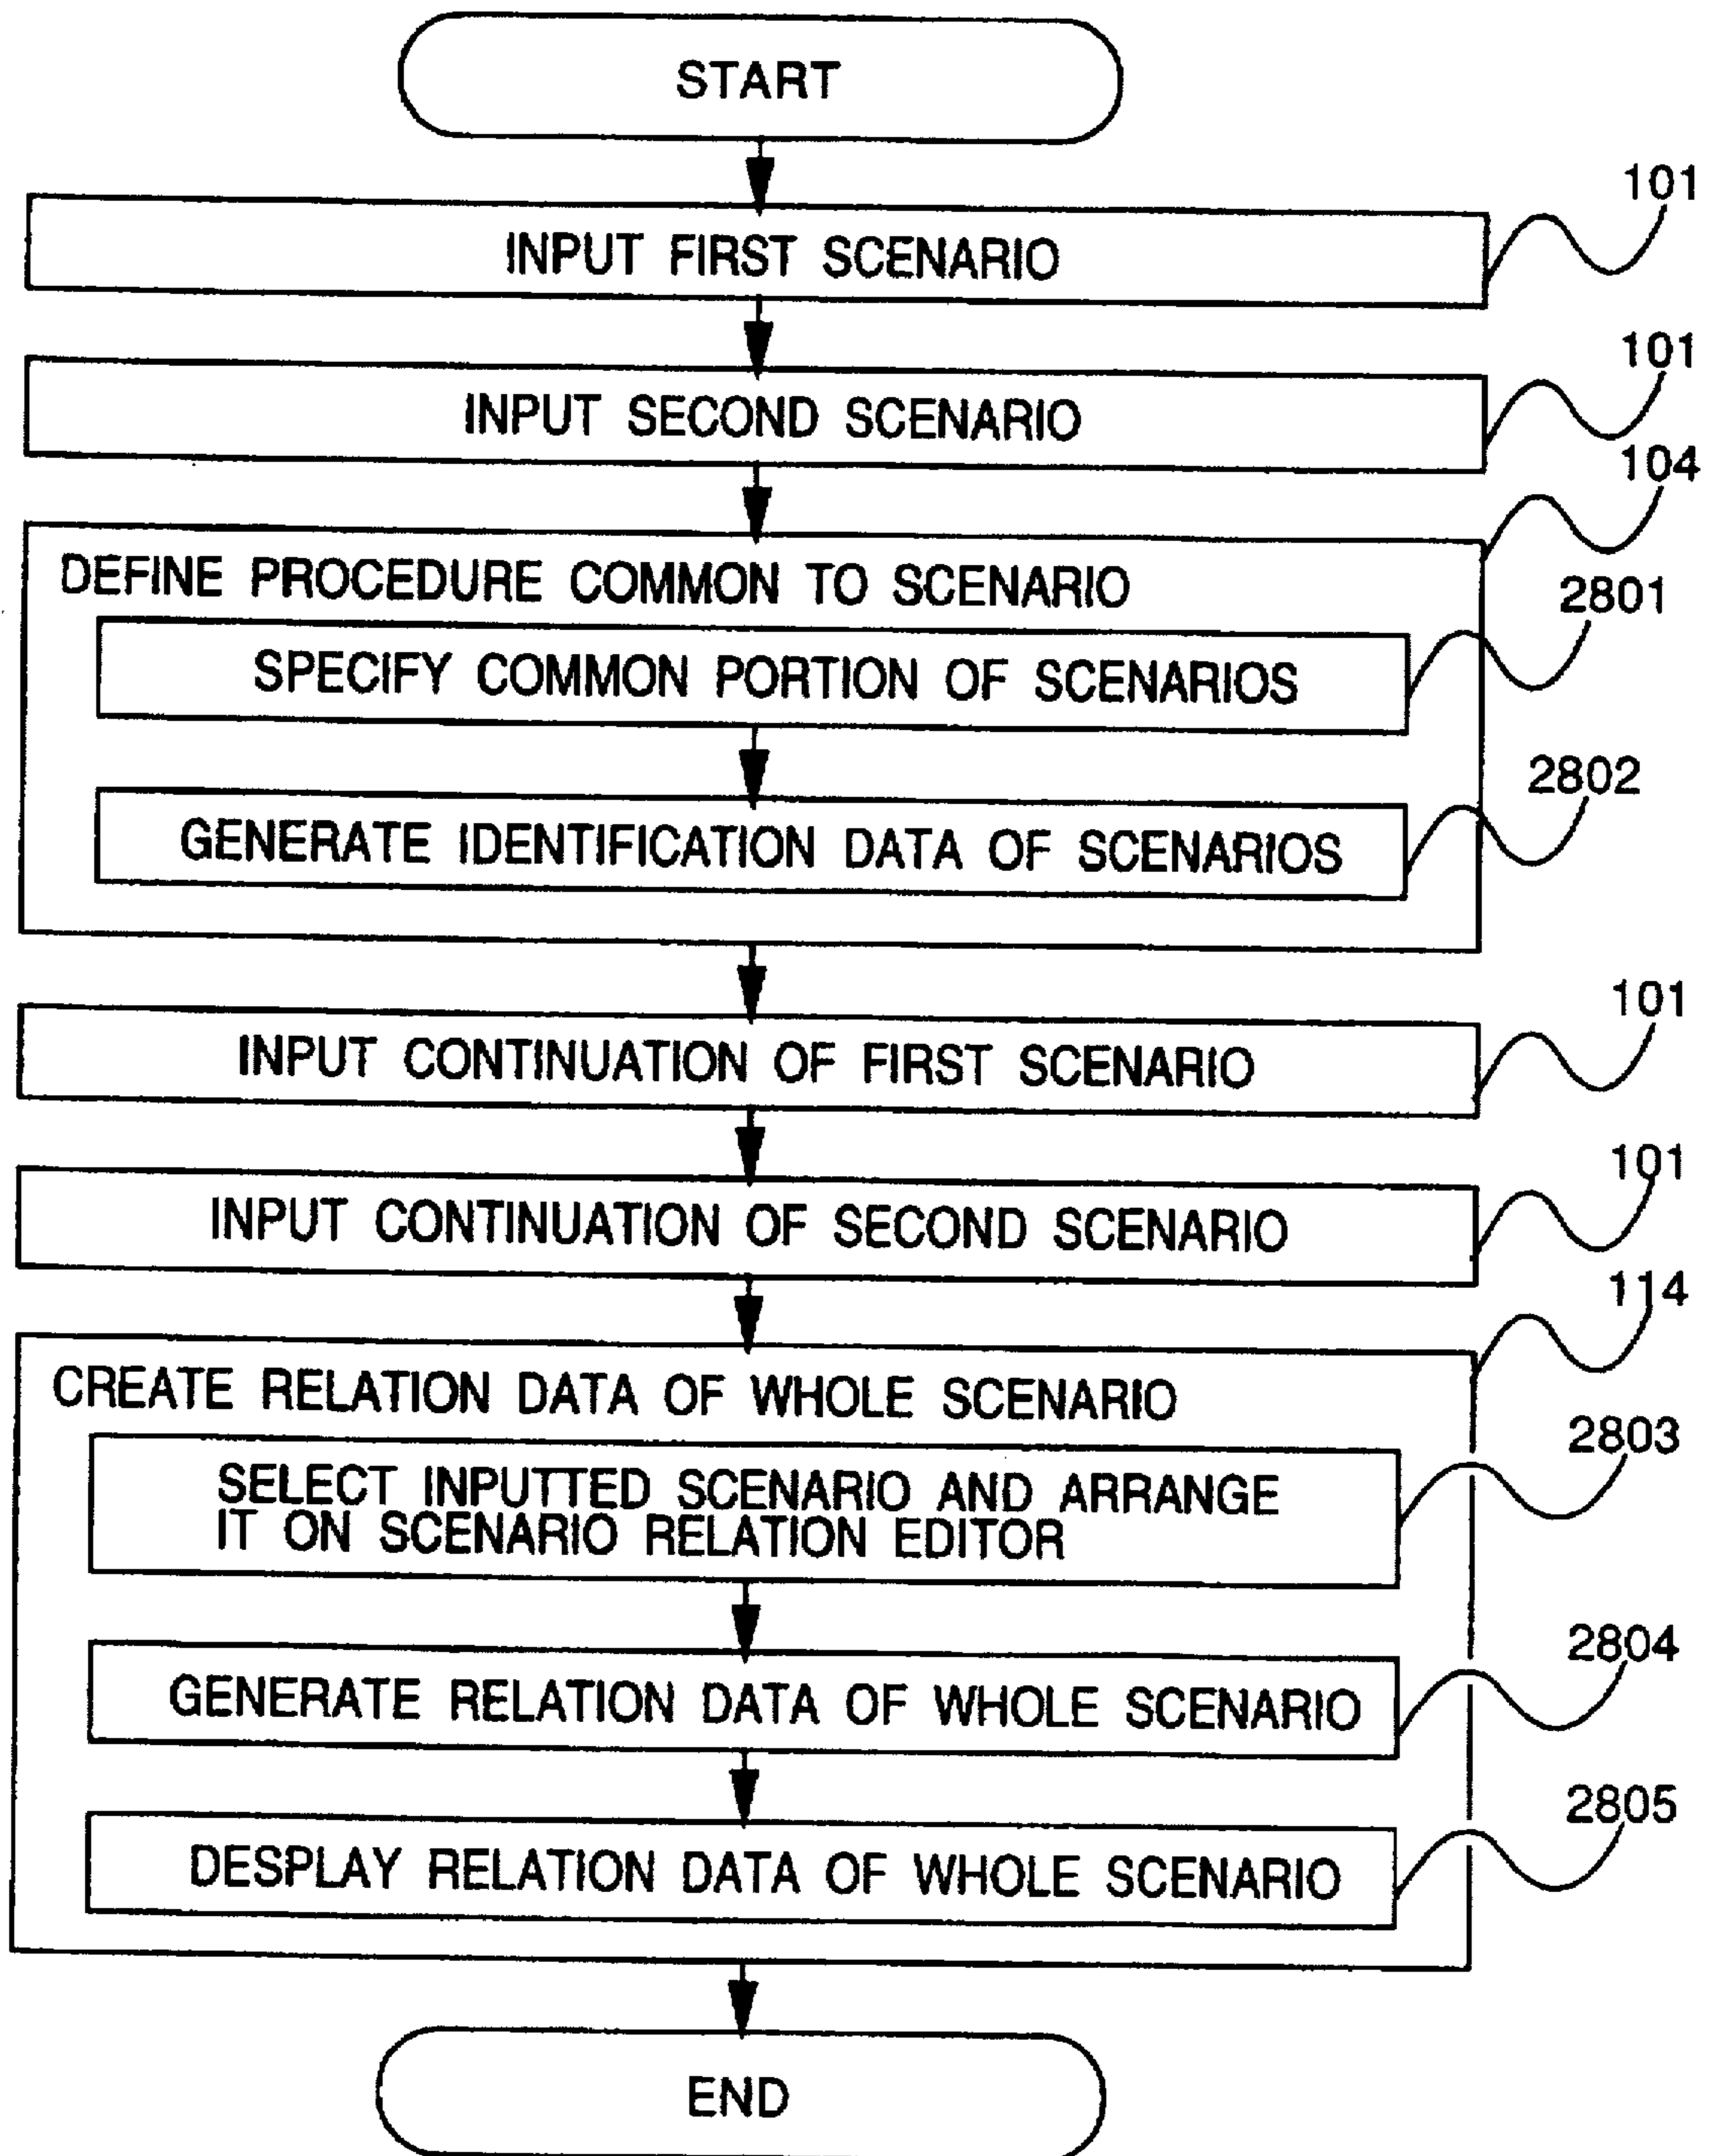 START
101
INPUT FIRST SCENARIO
101
INPUT SECOND SCENARIO
104
DEFINE PROCEDURE COMMON TO SCENARIO
2801
SPECIFY COMMON PORTION OF SCENARIOS
2802
GENERATE IDENTIFICATION DATA OF SCENARIOS
101
INPUT CONTINUATION OF FIRST SCENARIO
101
INPUT CONTINUATION OF SECOND SCENARIO
114
CREATE RELATION DATA OF WHOLE SCENARIO
2803
SELECT INPUTTED SCENARIO AND ARRANGE
IT ON SCENARIO RELATION EDITOR
2804
GENERATE RELATION DATA OF WHOLE SCENARIO
2805
DESPLAY RELATION DATA OF WHOLE SCENARIO
END